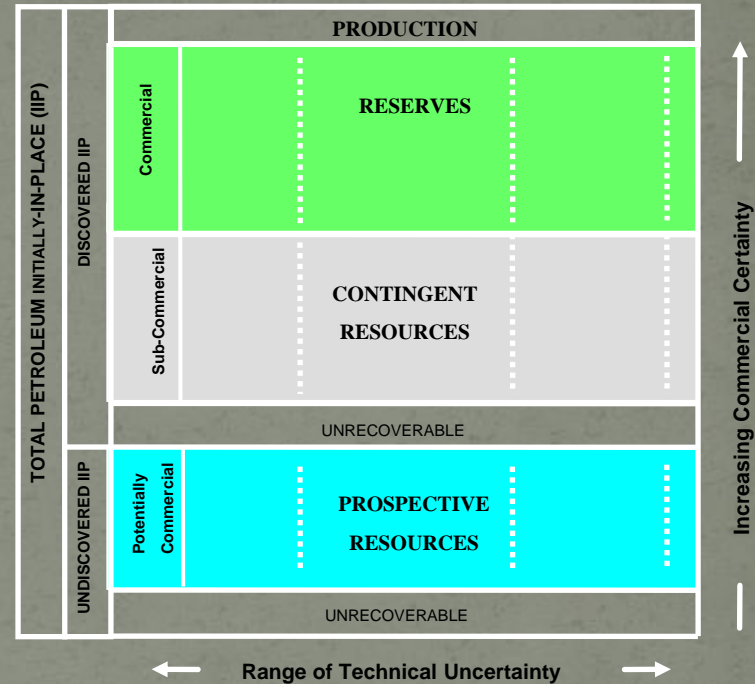 TOTAL PETROLEUM INITIALLY-IN-PLACE (IIP)
DISCOVERED IIP
UNDISCOVERED IIP
PRODUCTION
Commercial
RESERVES
Sub-Commercial
CONTINGENT
RESOURCES
UNRECOVERABLE
Potentially
Commercial
PROSPECTIVE
RESOURCES
UNRECOVERABLE
Increasing Commercial Certainty
Range of Technical Uncertainty